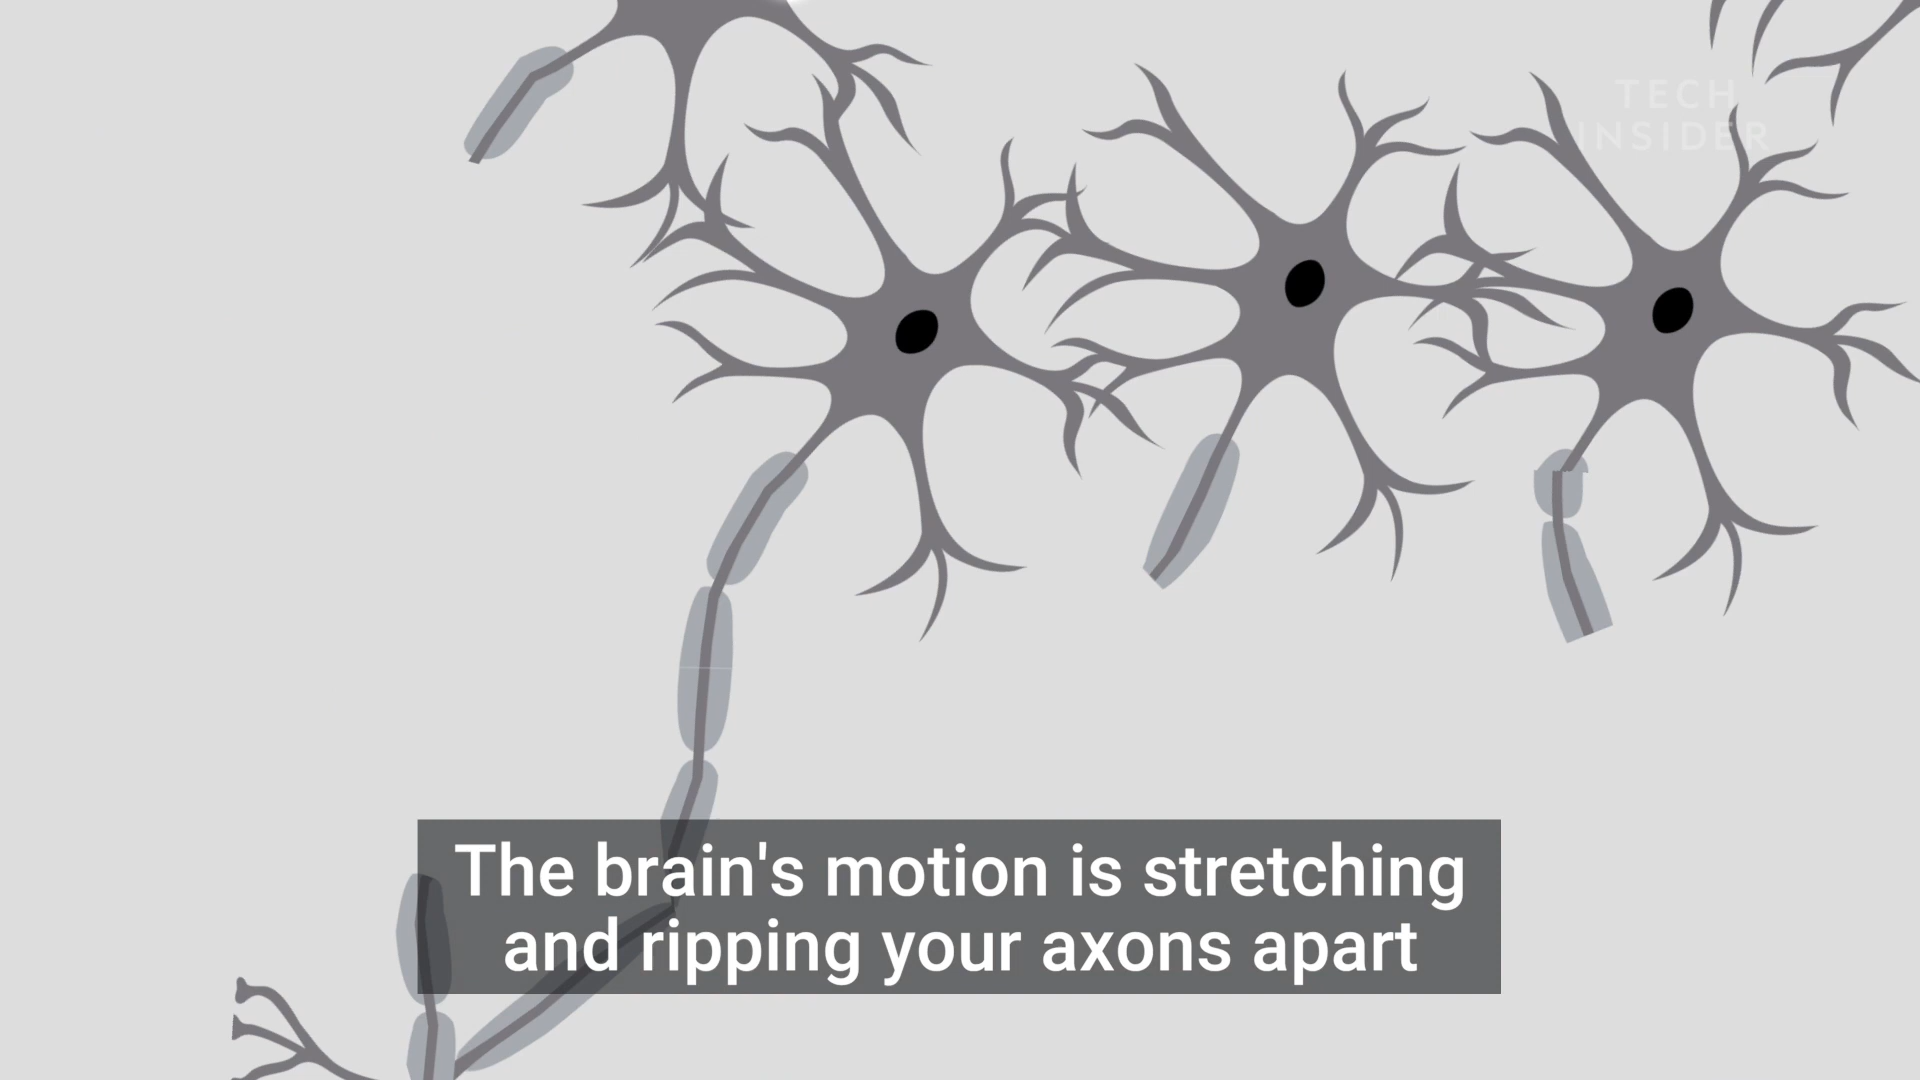 TECH
INSIDER
The brain's motion is stretching
and ripping your axons apart